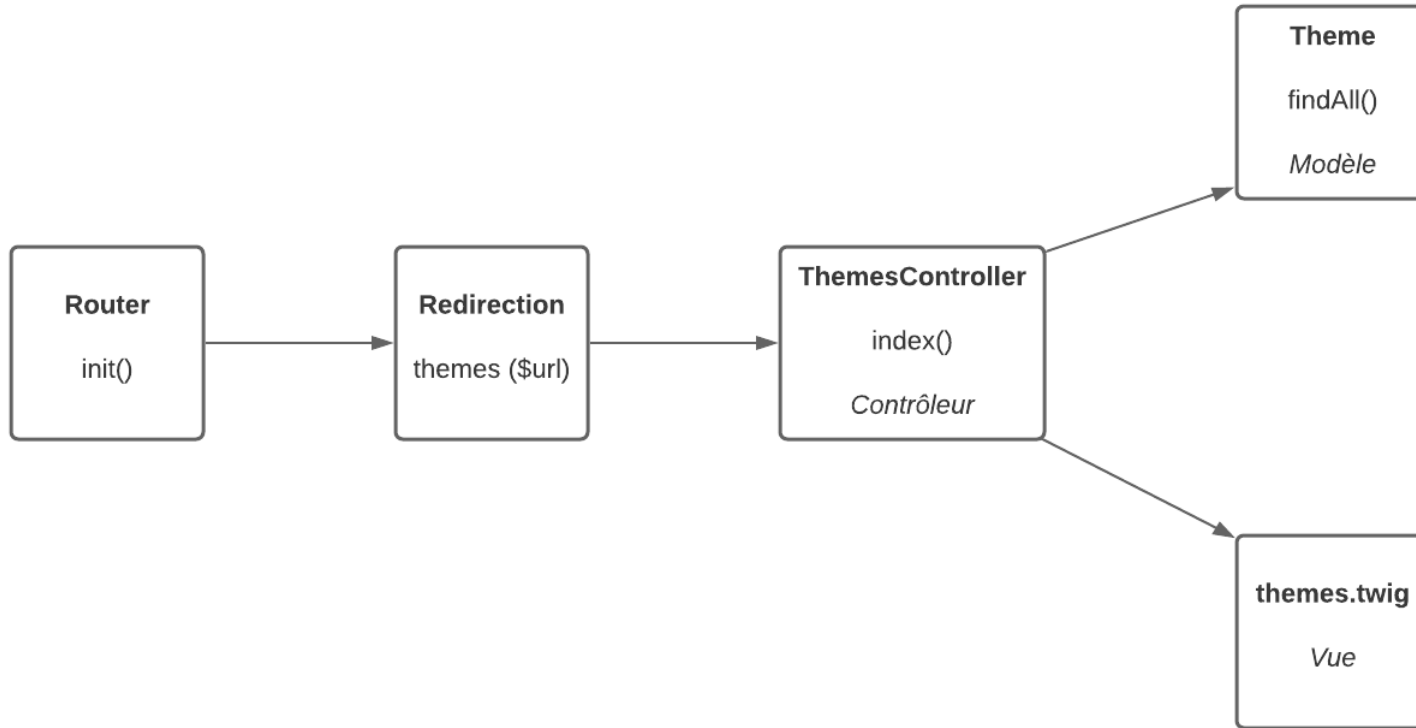 Router
init()
Redirection
themes ($url)
ThemesController
index()
Contrôleur
Theme
findAll()
Modèle
themes.twig
Vue